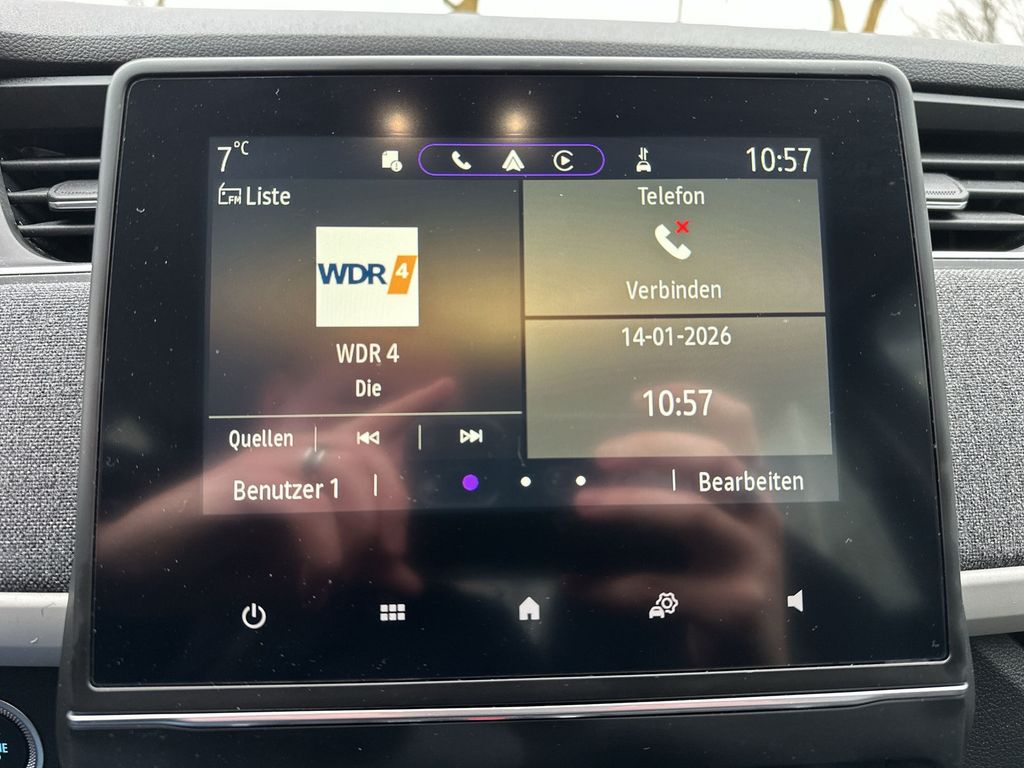 7°C
10:57
FM Liste
Telefon
WDR 4
Verbinden
WDR 4
Die
14-01-2026
10:57
Quellen
Benutzer 1
Bearbeiten